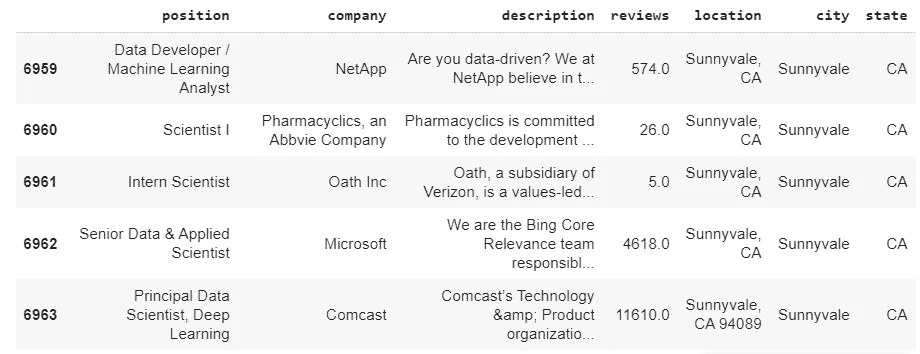 position company description reviews location city state
6959 Data Developer / Machine Learning Analyst NetApp Are you data-driven? We at NetApp believe in t... 574.0 Sunnyvale, CA Sunnyvale CA
6960 Scientist I Pharmacyclics, an Abbvie Company Pharmacyclics is committed to the development ... 26.0 Sunnyvale, CA Sunnyvale CA
6961 Intern Scientist Oath Inc Oath, a subsidiary of Verizon, is a values-led... 5.0 Sunnyvale, CA Sunnyvale CA
6962 Senior Data & Applied Scientist Microsoft We are the Bing Core Relevance team responsibl... 4618.0 Sunnyvale, CA Sunnyvale CA
6963 Principal Data Scientist, Deep Learning Comcast Comcast’s Technology &amp; Product organizatio... 11610.0 Sunnyvale, CA 94089 Sunnyvale CA